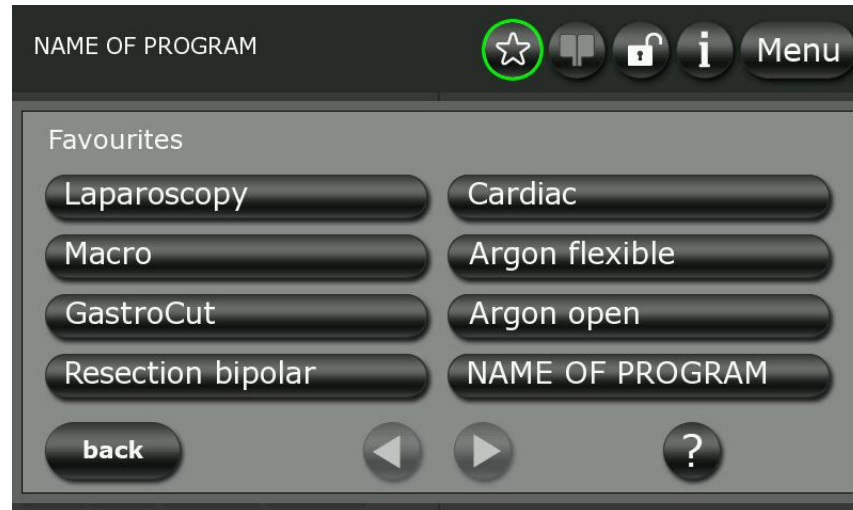 NAME OF PROGRAM
i
Menu
Favourites
Laparoscopy
Cardiac
Macro
Argon flexible
GastroCut
Argon open
Resection bipolar
NAME OF PROGRAM
back
?